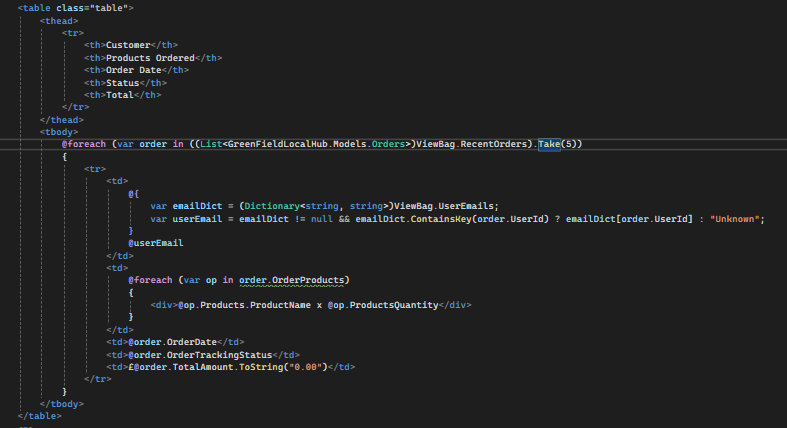 <table class="table">
<thead>
<tr>
<th>Customer</th>
<th>Products Ordered</th>
<th>Order Date</th>
<th>Status</th>
<th>Total</th>
</tr>
</thead>
<tbody>
@foreach (var order in ((List<GreenFieldLocalHub.Models.Orders>)ViewBag.RecentOrders).Take(5))
{
<tr>
<td>
@{
var emailDict = (Dictionary<string, string>)ViewBag.UserEmails;
var userEmail = emailDict != null && emailDict.ContainsKey(order.UserId) ? emailDict[order.UserId] : "Unknown";
}
@userEmail
</td>
<td>
@foreach (var op in order.OrderProducts)
{
<div>@op.Products.ProductName x @op.ProductsQuantity</div>
}
</td>
<td>@order.OrderDate</td>
<td>@order.OrderTrackingStatus</td>
<td>£@order.TotalAmount.ToString("0.00")</td>
</tr>
}
</tbody>
</table>